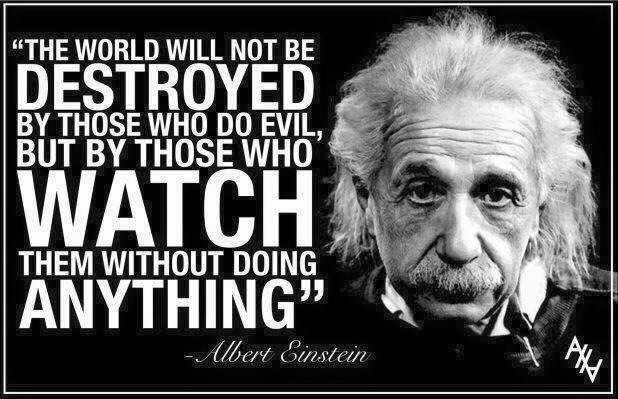 “THE WORLD WILL NOT BE
DESTROYED
BY THOSE WHO DO EVIL,
BUT BY THOSE WHO
WATCH
THEM WITHOUT DOING
ANYTHING”
-Albert Einstein